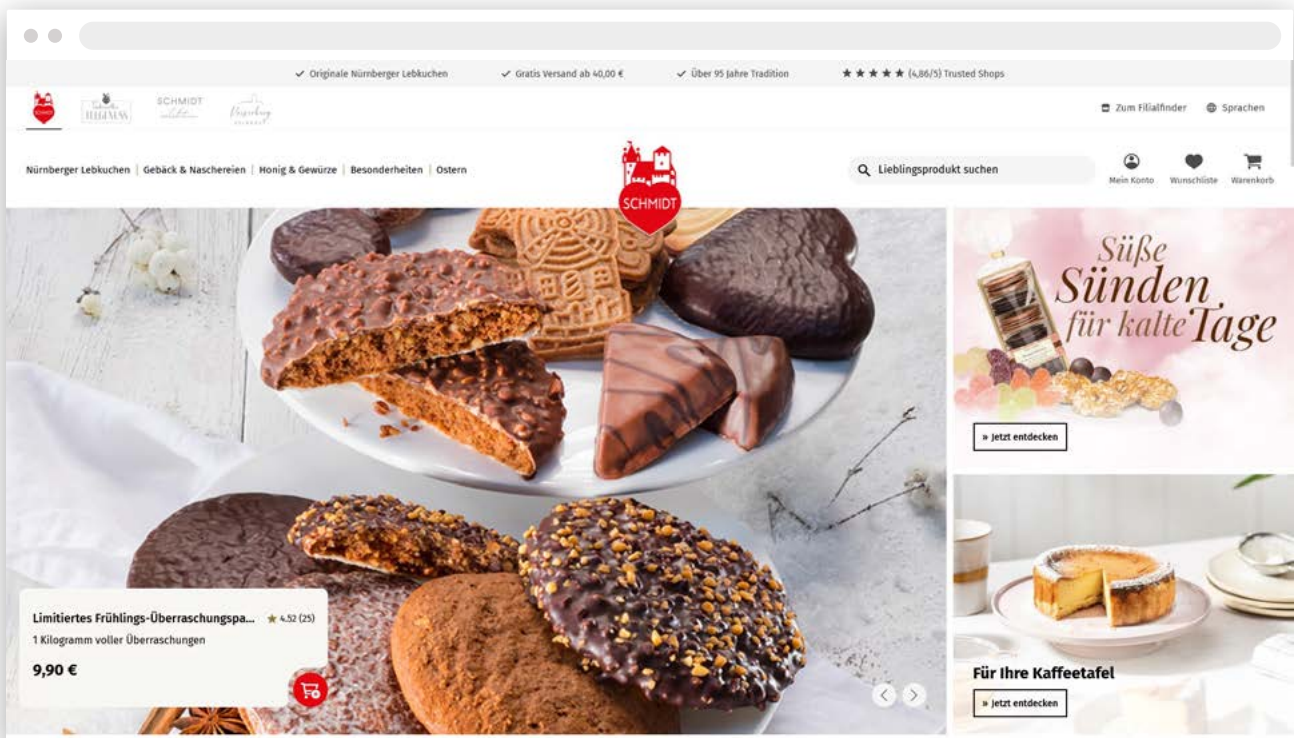 Originale Nürnberger Lebkuchen
Gratis Versand ab 40,00 €
Über 95 Jahre Tradition
★★★★★ (4,86/5) Trusted Shops
SCHMIDT
Zum Filialfinder
Sprachen
Nürnberger Lebkuchen | Gebäck & Naschereien | Honig & Gewürze | Besonderheiten | Ostern
SCHMIDT
Lieblingsprodukt suchen
Mein Konto
Wunschliste
Warenkorb
Süße
Sünden
für kalte Tage
» Jetzt entdecken
Limitiertes Frühlings-Überraschungspa... ★ 4.52 (25)
1 Kilogramm voller Überraschungen
9,90 €
Für Ihre Kaffeetafel
» Jetzt entdecken